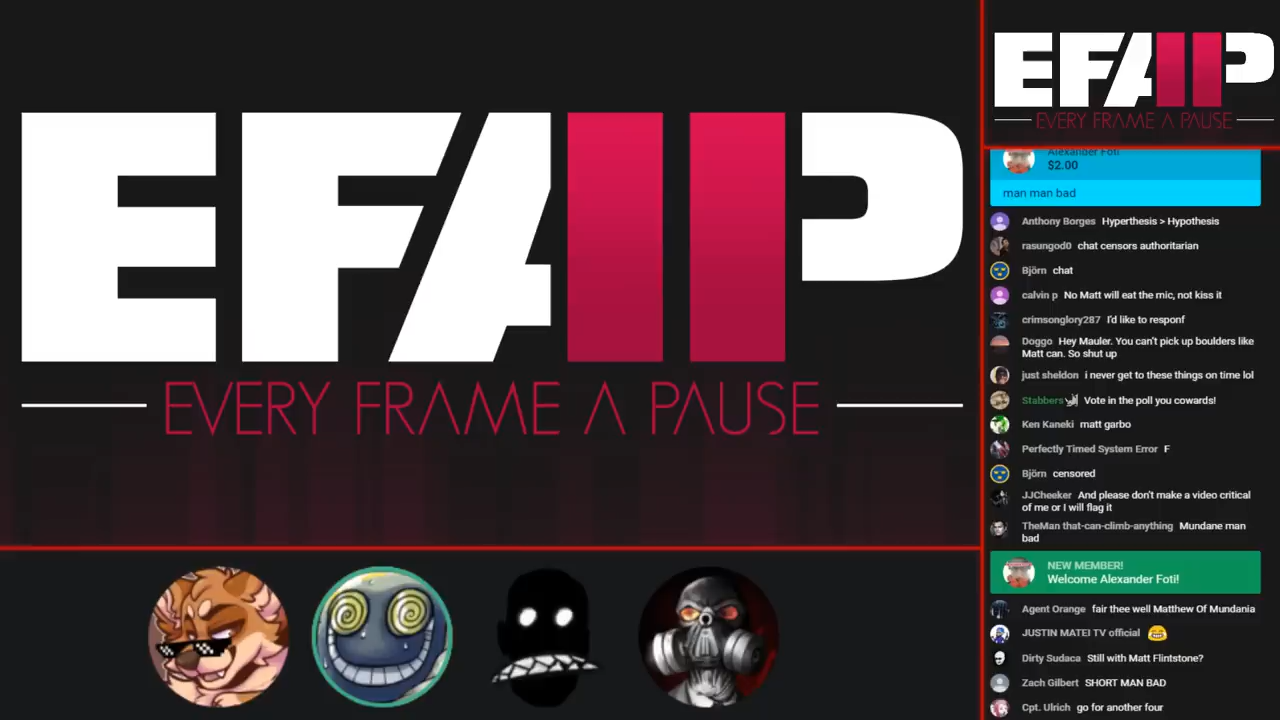 EFAP
EVERY FRAME A PAUSE
EFAP
EVERY FRAME A PAUSE
Alexander Foti
$2.00
man man bad
Anthony Borges Hyperthesis > Hypothesis
rasungod0 chat censors authoritarian
Björn chat
calvin p No Matt will eat the mic, not kiss it
crimsonglory287 I'd like to responf
Doggo Hey Mauler. You can't pick up boulders like
Matt can. So shut up
just sheldon i never get to these things on time lol
Stabbers Vote in the poll you cowards!
Ken Kaneki matt garbo
Perfectly Timed System Error F
Björn censored
JJCheeker And please don't make a video critical
of me or I will flag it
TheMan that-can-climb-anything Mundane man
bad
NEW MEMBER!
Welcome Alexander Foti!
Agent Orange fair thee well Matthew Of Mundania
JUSTIN MATEI TV official 😂
Dirty Sudaca Still with Matt Flintstone?
Zach Gilbert SHORT MAN BAD
Cpt. Ulrich go for another four